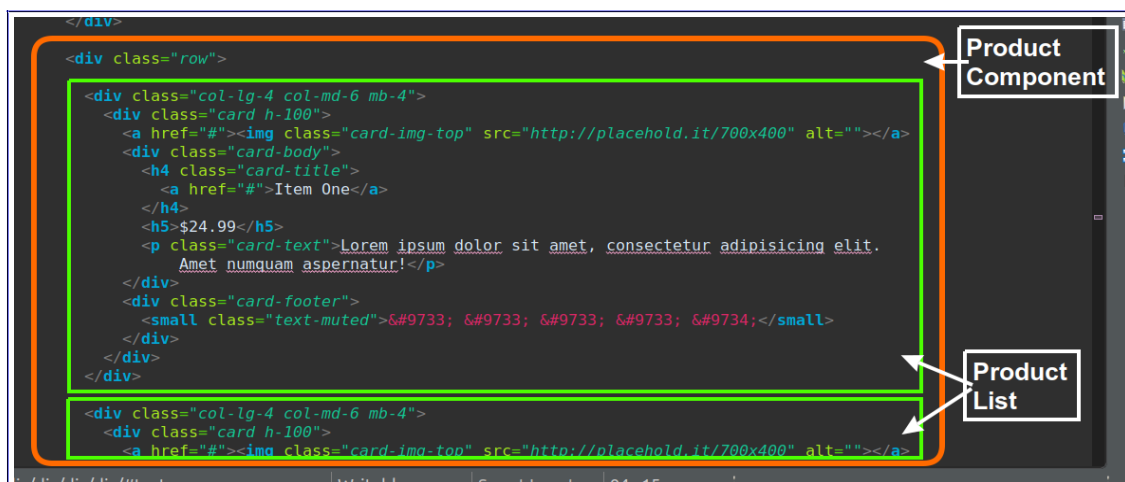 </div>
<div class="row">
Product
Component
<div class="col-lg-4 col-md-6 mb-4">
<div class="card h-100">
<a href="#"><img class="card-img-top" src="http://placehold.it/700x400" alt=""></a>
<div class="card-body">
<h4 class="card-title">
<a href="#">Item One</a>
</h4>
<h5>$24.99</h5>
<p class="card-text">Lorem ipsum dolor sit amet, consectetur adipisicing elit.
Amet numquam aspernatur!</p>
</div>
<div class="card-footer">
<small class="text-muted">&#9733; &#9733; &#9733; &#9733; &#9734;</small>
</div>
</div>
</div>
Product
List
<div class="col-lg-4 col-md-6 mb-4">
<div class="card h-100">
<a href="#"><img class="card-img-top" src="http://placehold.it/700x400" alt=""></a>